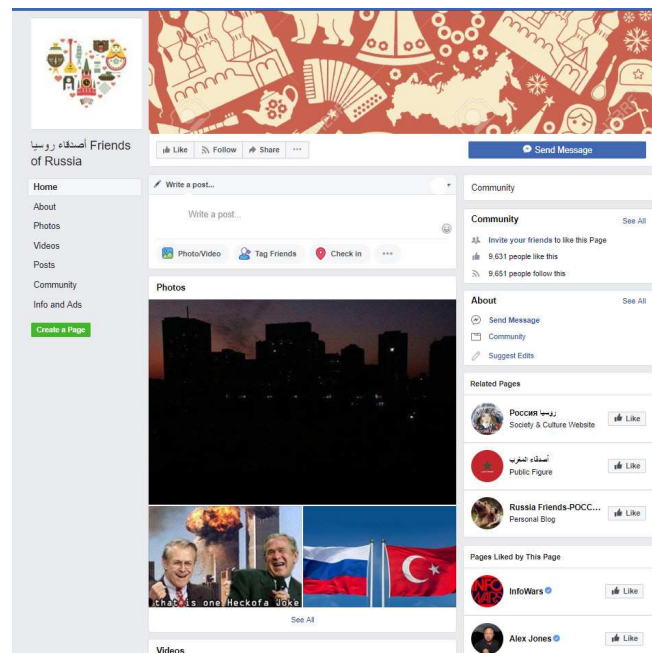 أصدقاء روسيا Friends
of Russia
Home
About
Photos
Videos
Posts
Community
Info and Ads
Create a Page
Like
Follow
Share
Send Message
Write a post...
Write a post...
Photo/Video
Tag Friends
Check in
Photos
that is one Heckofa Joke
See All
Videos
Community
Community
See All
Invite your friends to like this Page
9,631 people like this
9,651 people follow this
About
See All
Send Message
Community
Suggest Edits
Related Pages
Россия روسيا
Society & Culture Website
Like
أصدقاء المغرب
Public Figure
Like
Russia Friends-РОСС...
Personal Blog
Like
Pages Liked by This Page
INFO
WARS
InfoWars
Like
Alex Jones
Like